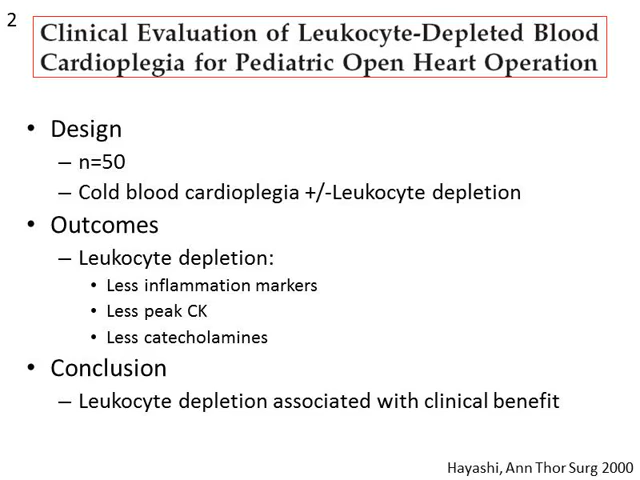 2
Clinical Evaluation of Leukocyte-Depleted Blood
Cardioplegia for Pediatric Open Heart Operation
• Design
– n=50
– Cold blood cardioplegia +/-Leukocyte depletion
• Outcomes
– Leukocyte depletion:
• Less inflammation markers
• Less peak CK
• Less catecholamines
• Conclusion
– Leukocyte depletion associated with clinical benefit
Hayashi, Ann Thor Surg 2000